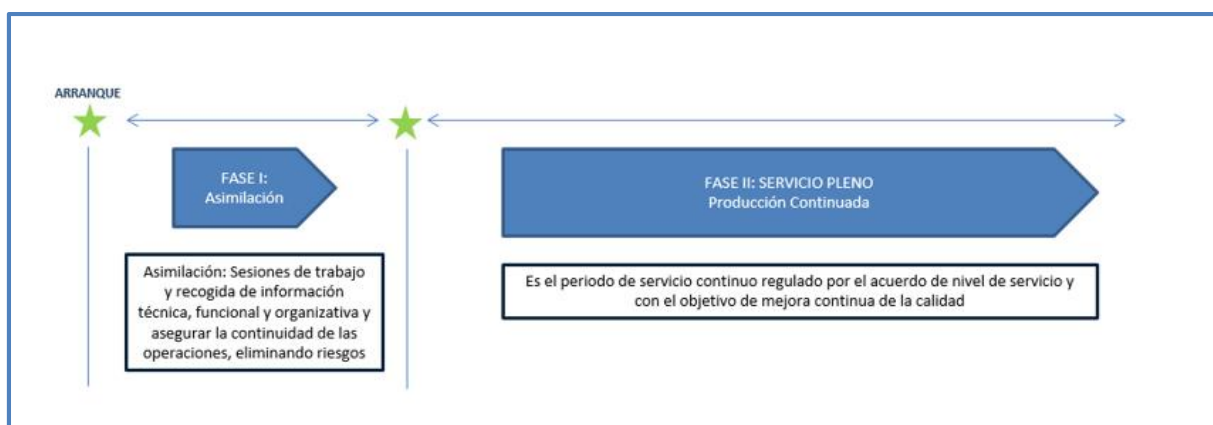 ARRANQUE
FASE I:
Asimilación
FASE II: SERVICIO PLENO
Producción Continuada
Asimilación: Sesiones de trabajo
y recogida de información
técnica, funcional y organizativa y
asegurar la continuidad de las
operaciones, eliminando riesgos
Es el periodo de servicio continuo regulado por el acuerdo de nivel de servicio y
con el objetivo de mejora continua de la calidad